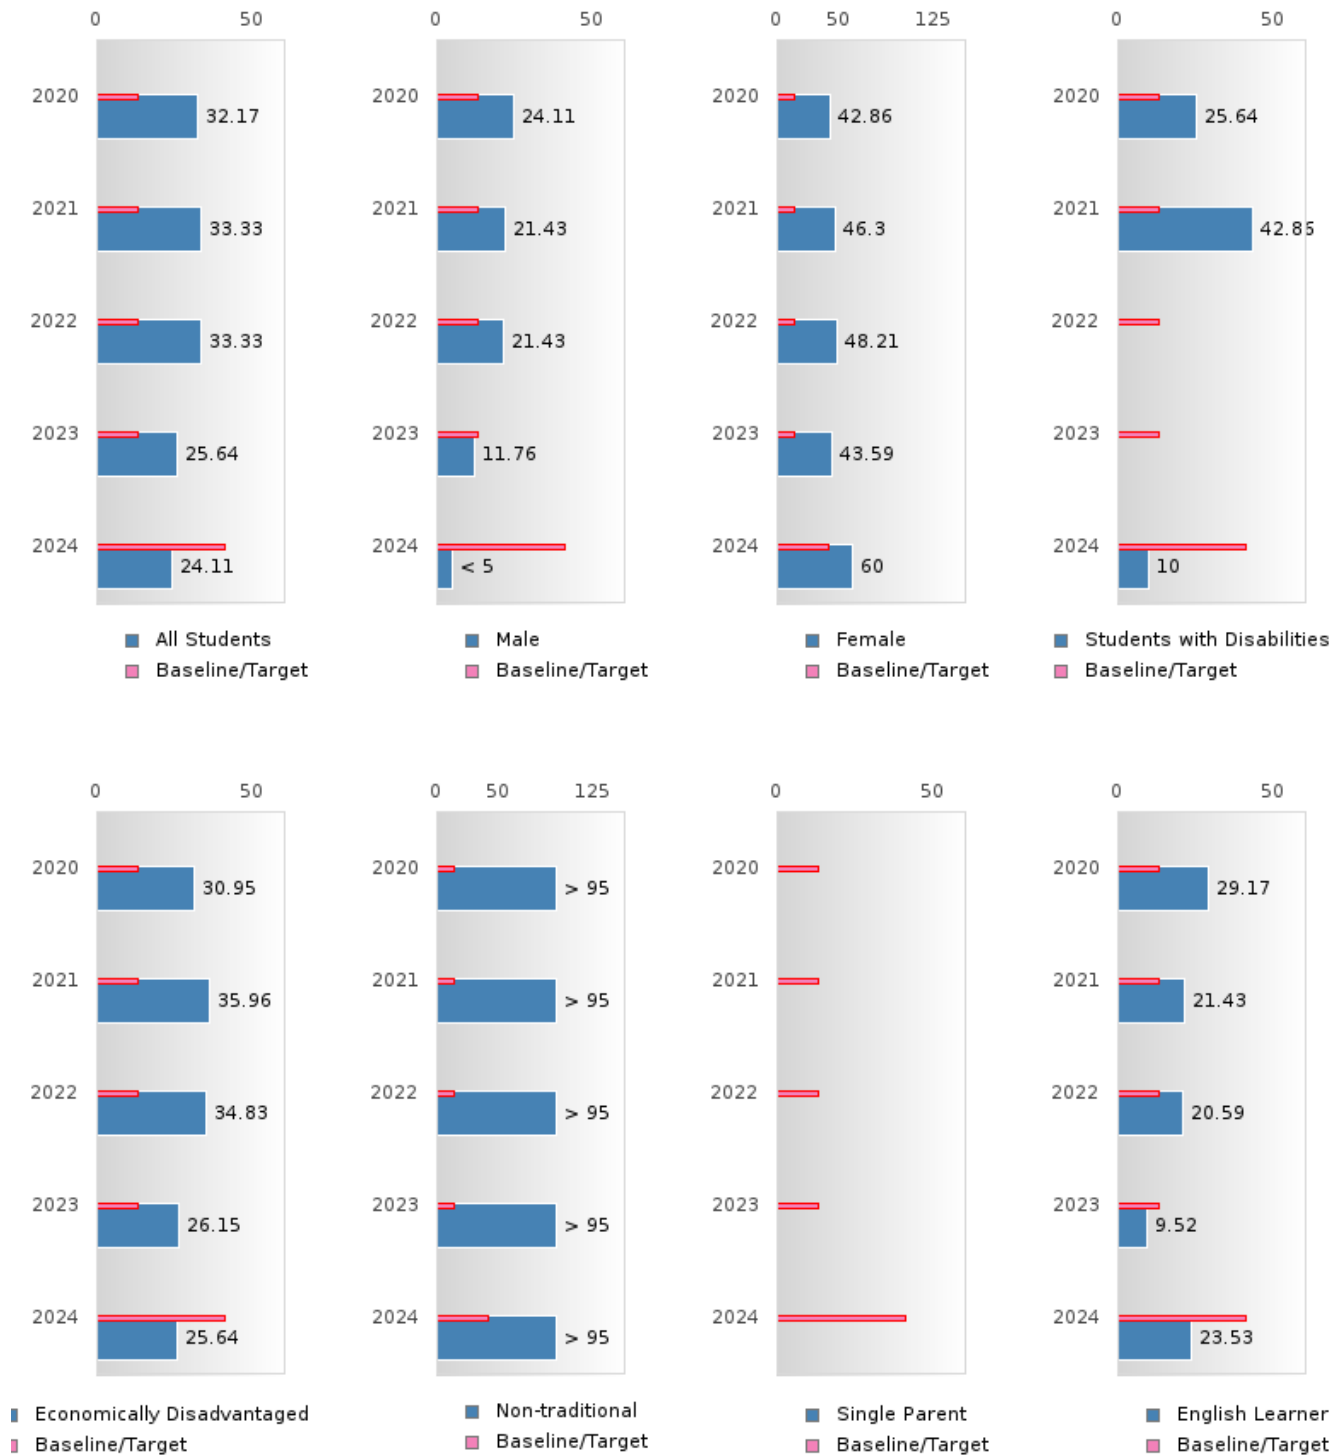 0 50
2020 32.17
2021 33.33
2022 33.33
2023 25.64
2024 24.11
All Students
Baseline/Target
0 50
2020 24.11
2021 21.43
2022 21.43
2023 11.76
2024 < 5
Male
Baseline/Target
0 50 125
2020 42.86
2021 46.3
2022 48.21
2023 43.59
2024 60
Female
Baseline/Target
0 50
2020 25.64
2021 42.86
2022
2023
2024 10
Students with Disabilities
Baseline/Target
0 50
2020 30.95
2021 35.96
2022 34.83
2023 26.15
2024 25.64
Economically Disadvantaged
Baseline/Target
0 50 125
2020 > 95
2021 > 95
2022 > 95
2023 > 95
2024 > 95
Non-traditional
Baseline/Target
0 50
2020
2021
2022
2023
2024
Single Parent
Baseline/Target
0 50
2020 29.17
2021 21.43
2022 20.59
2023 9.52
2024 23.53
English Learner
Baseline/Target